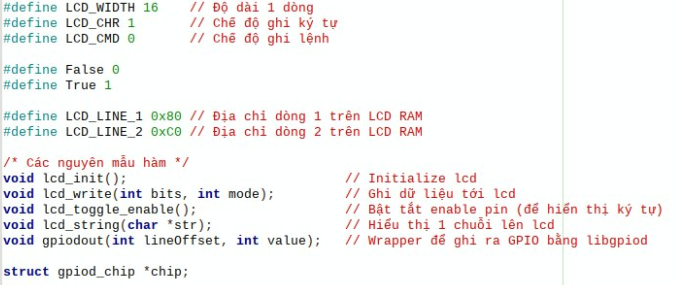 #define LCD_WIDTH 16 // Độ dài 1 dòng
#define LCD_CHR 1 // Chế độ ghi ký tự
#define LCD_CMD 0 // Chế độ ghi lệnh
#define False 0
#define True 1
#define LCD_LINE_1 0x80 // Địa chỉ dòng 1 trên LCD RAM
#define LCD_LINE_2 0xC0 // Địa chỉ dòng 2 trên LCD RAM
/* Các nguyên mẫu hàm */
void lcd_init(); // Initialize lcd
void lcd_write(int bits, int mode); // Ghi dữ liệu tới lcd
void lcd_toggle_enable(); // Bật tắt enable pin (để hiển thị ký tự)
void lcd_string(char *str); // Hiểu thị 1 chuỗi lên lcd
void gpiodout(int lineOffset, int value); // Wrapper để ghi ra GPIO bằng libgpiod
struct gpiod_chip *chip;